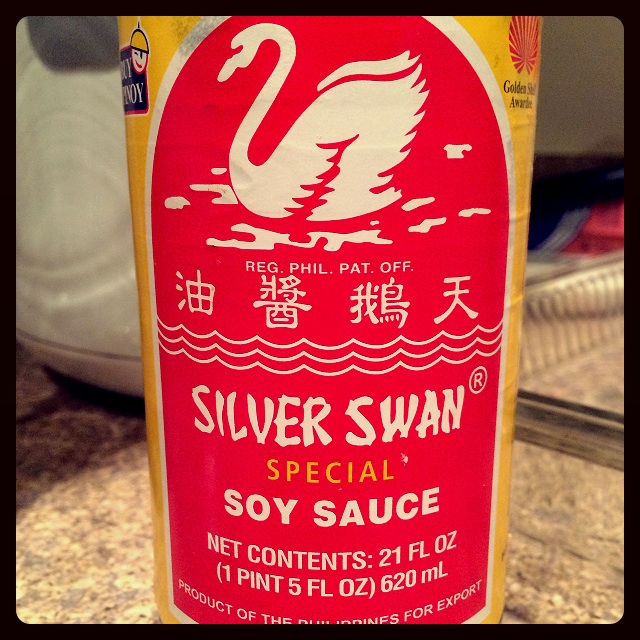 Golden Shell
Awardee
REG. PHIL. PAT. OFF.
油醬鵝天
SILVER SWAN®
SPECIAL
SOY SAUCE
NET CONTENTS: 21 FL OZ
(1 PINT 5 FL OZ) 620 mL
PRODUCT OF THE PHILIPPINES FOR EXPORT